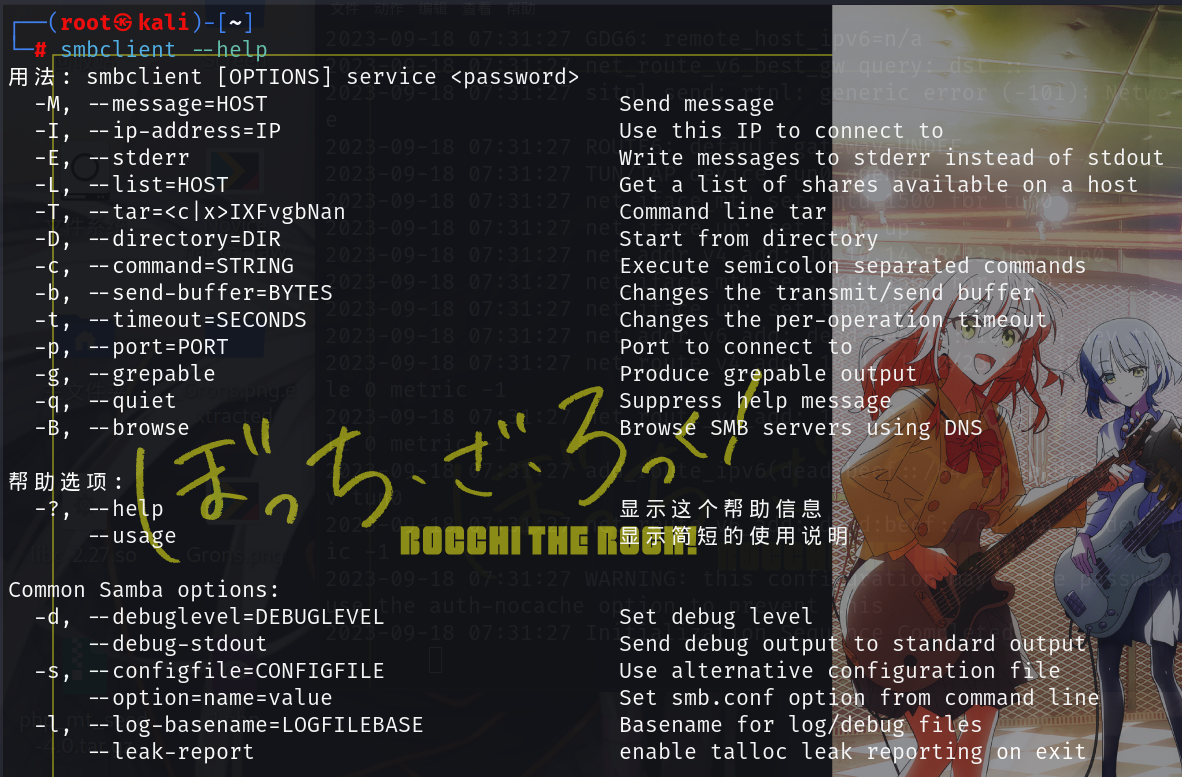 ┌──(root㉿kali)-[~]
└─# smbclient --help
用法: smbclient [OPTIONS] service <password>
-M, --message=HOST Send message
-I, --ip-address=IP Use this IP to connect to
-E, --stderr Write messages to stderr instead of stdout
-L, --list=HOST Get a list of shares available on a host
-T, --tar=<c|x>IXFvgbNan Command line tar
-D, --directory=DIR Start from directory
-c, --command=STRING Execute semicolon separated commands
-b, --send-buffer=BYTES Changes the transmit/send buffer
-t, --timeout=SECONDS Changes the per-operation timeout
-p, --port=PORT Port to connect to
-g, --grepable Produce grepable output
-q, --quiet Suppress help message
-B, --browse Browse SMB servers using DNS
帮助选项:
-?, --help 显示这个帮助信息
--usage 显示简短的使用说明
Common Samba options:
-d, --debuglevel=DEBUGLEVEL Set debug level
--debug-stdout Send debug output to standard output
-s, --configfile=CONFIGFILE Use alternative configuration file
--option=name=value Set smb.conf option from command line
-l, --log-basename=LOGFILEBASE Basename for log/debug files
--leak-report enable talloc leak reporting on exit
ぼっち・ざ・ろっく!
BOCCHI THE ROCK!